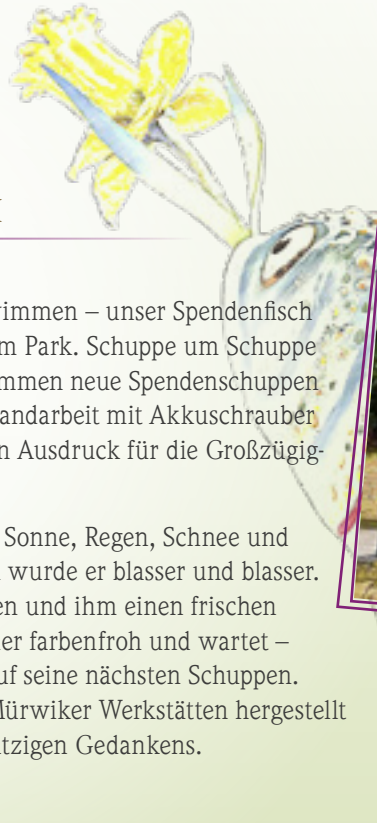 immen – unser Spendenfisch
m Park. Schuppe um Schuppe
mmen neue Spendenschuppen
andarbeit mit Akkuschrauber
n Ausdruck für die Großzügig-
Sonne, Regen, Schnee und
wurde er blasser und blasser.
en und ihm einen frischen
er farbenfroh und wartet –
uf seine nächsten Schuppen.
Mürwiker Werkstätten hergestellt
tzigen Gedankens.